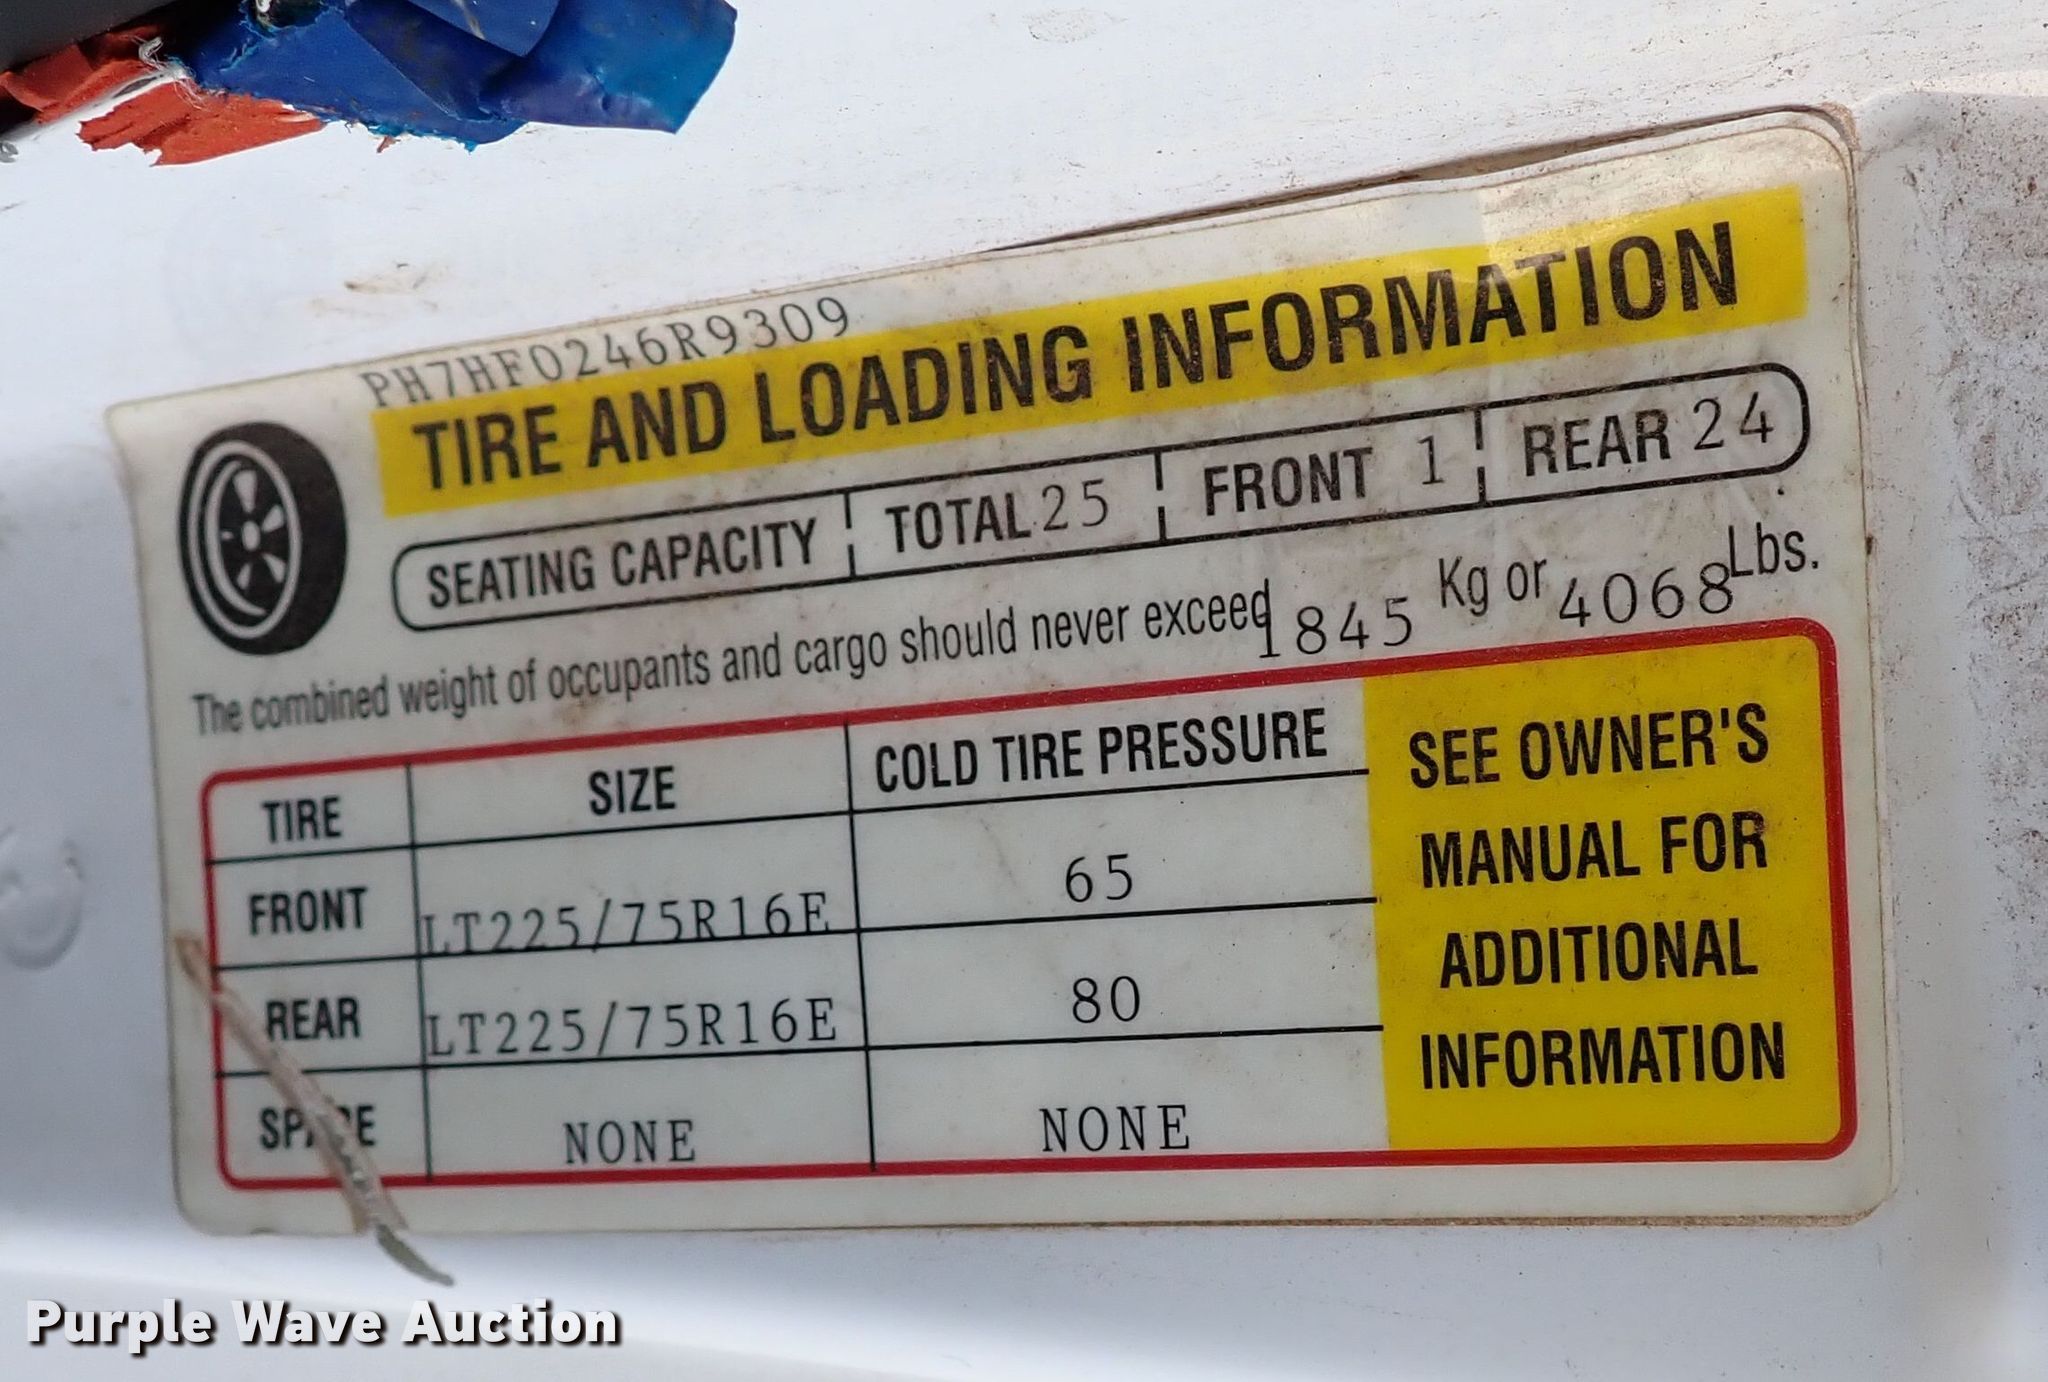 PH7HF0246R9309
TIRE AND LOADING INFORMATION
SEATING CAPACITY TOTAL 25 FRONT 1 REAR 24
The combined weight of occupants and cargo should never exceed 1845 Kg or 4068 Lbs.
TIRE SIZE COLD TIRE PRESSURE
FRONT LT225/75R16E 65
REAR LT225/75R16E 80
SPARE NONE NONE
SEE OWNER'S
MANUAL FOR
ADDITIONAL
INFORMATION
Purple Wave Auction